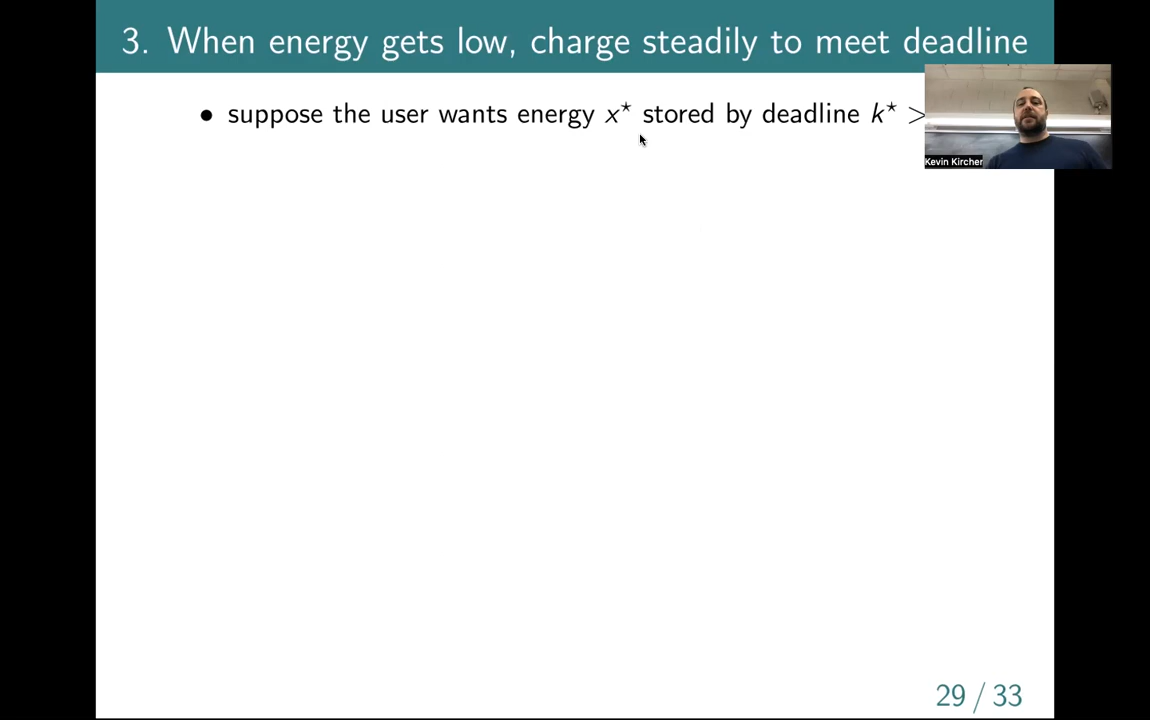 3. When energy gets low, charge steadily to meet deadline
• suppose the user wants energy x⋆ stored by deadline k⋆ >
Kevin Kircher
29 / 33